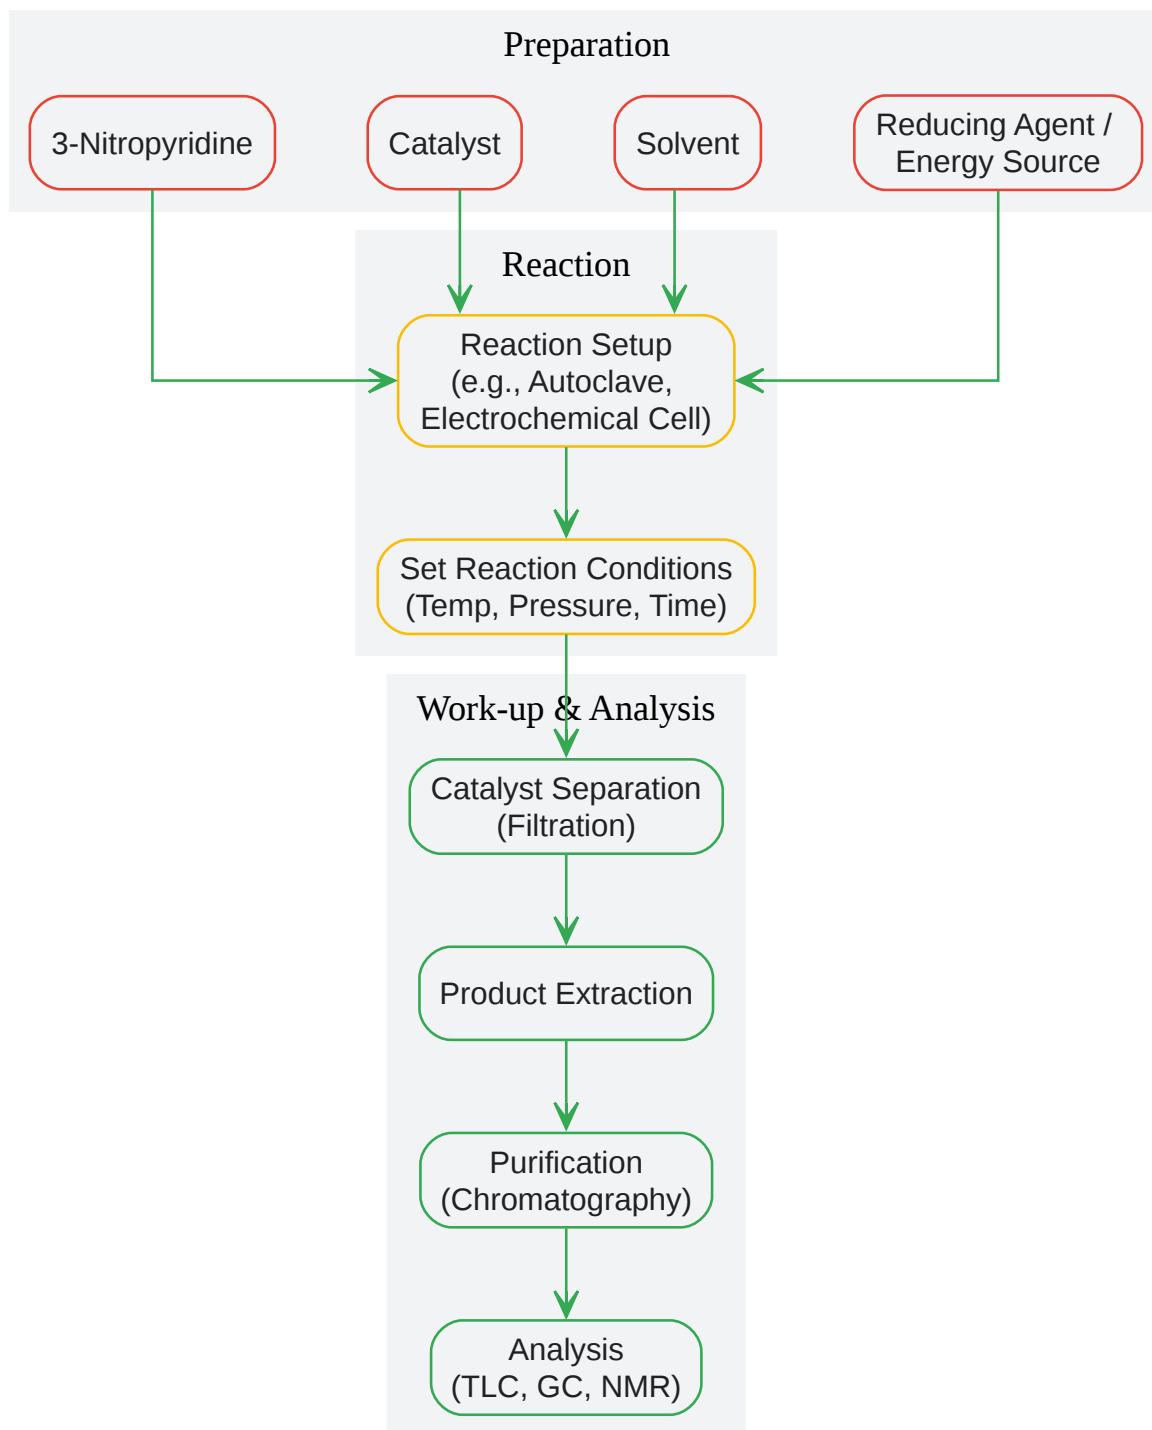 Preparation
3-Nitropyridine
Catalyst
Solvent
Reducing Agent /
Energy Source
Reaction
Reaction Setup
(e.g., Autoclave,
Electrochemical Cell)
Set Reaction Conditions
(Temp, Pressure, Time)
Work-up & Analysis
Catalyst Separation
(Filtration)
Product Extraction
Purification
(Chromatography)
Analysis
(TLC, GC, NMR)